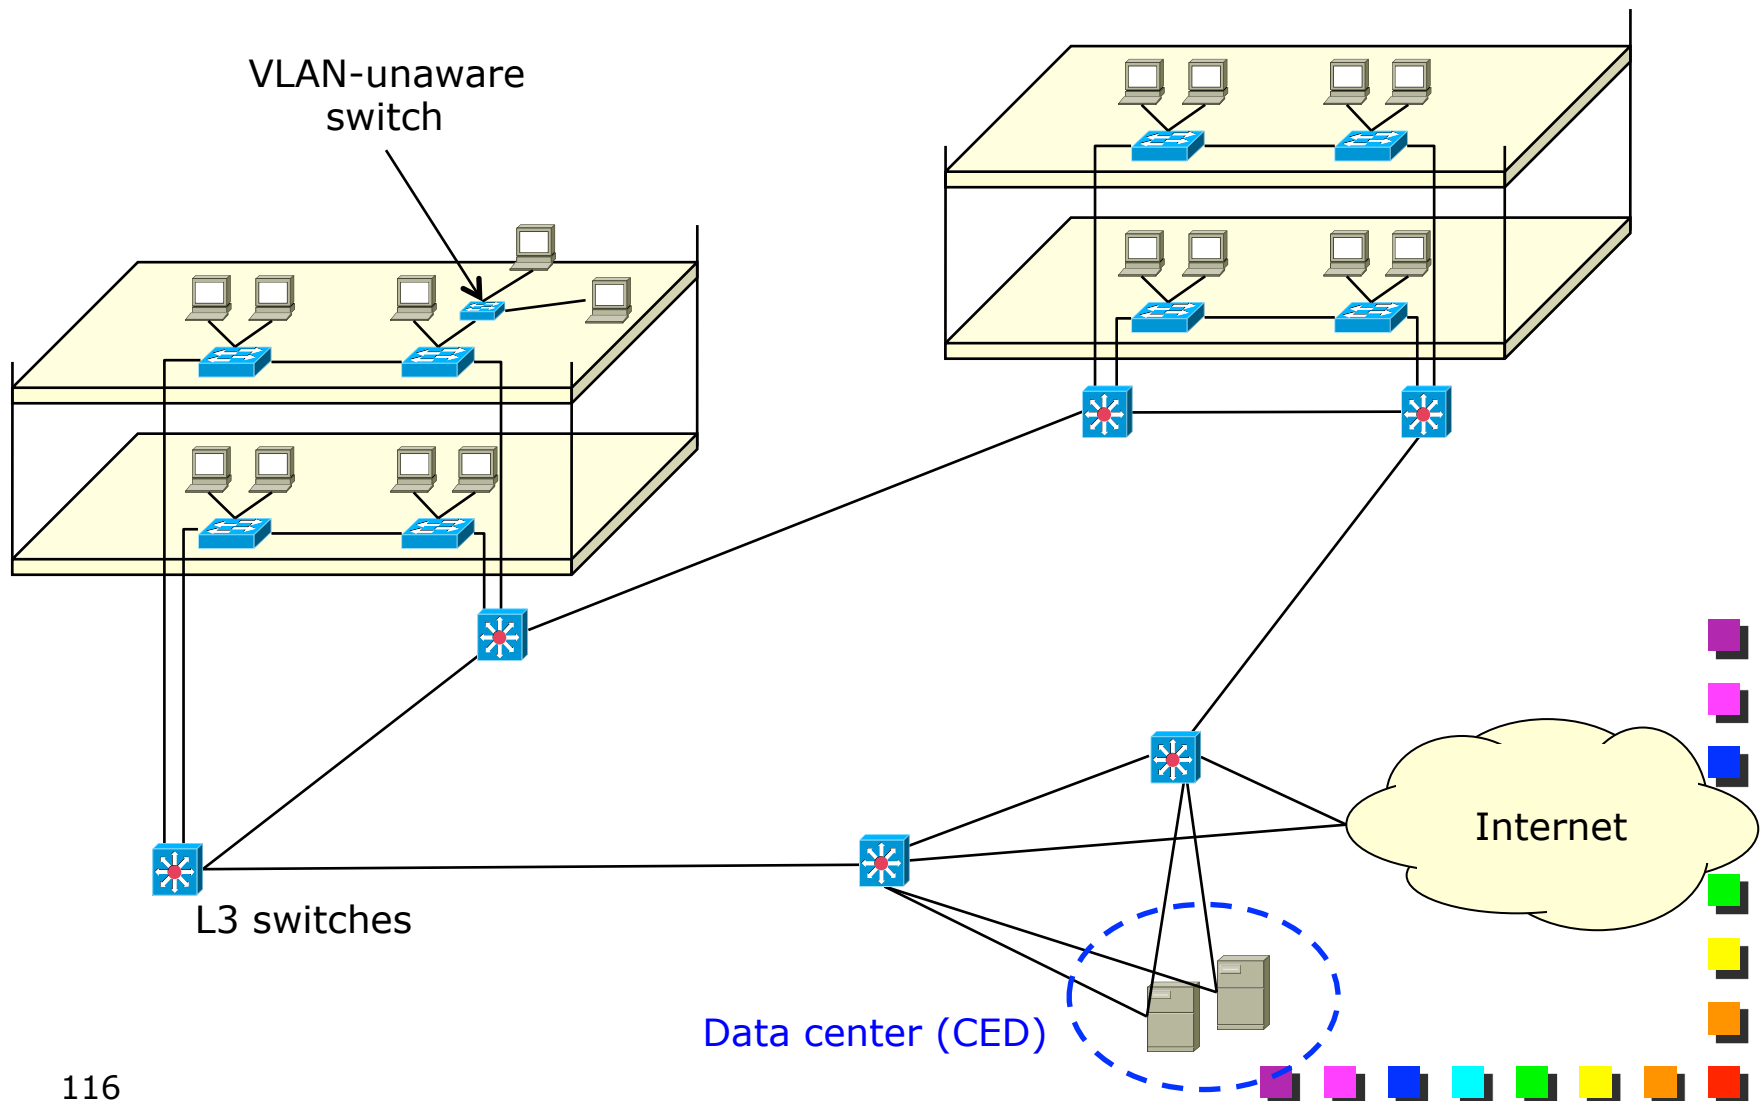 VLAN-unaware
switch
Internet
L3 switches
Data center (CED)
116